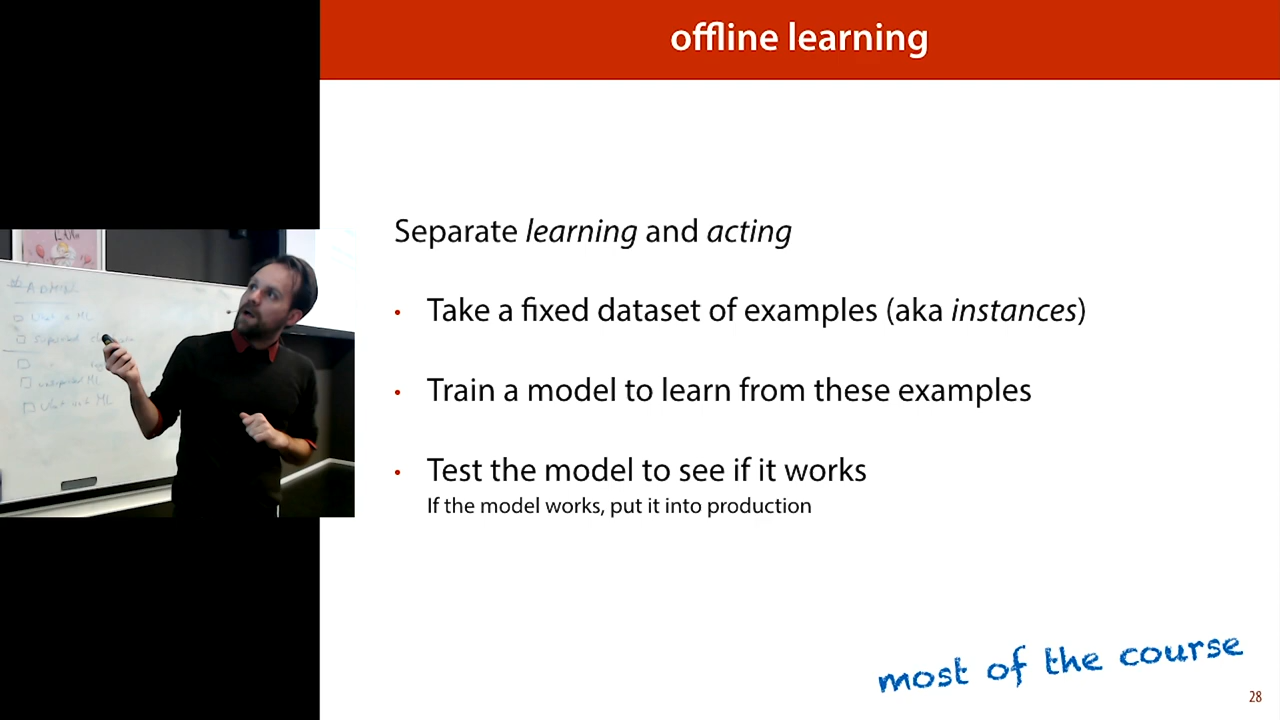 offline learning
Separate learning and acting
• Take a fixed dataset of examples (aka instances)
• Train a model to learn from these examples
• Test the model to see if it works
If the model works, put it into production
most of the course
28